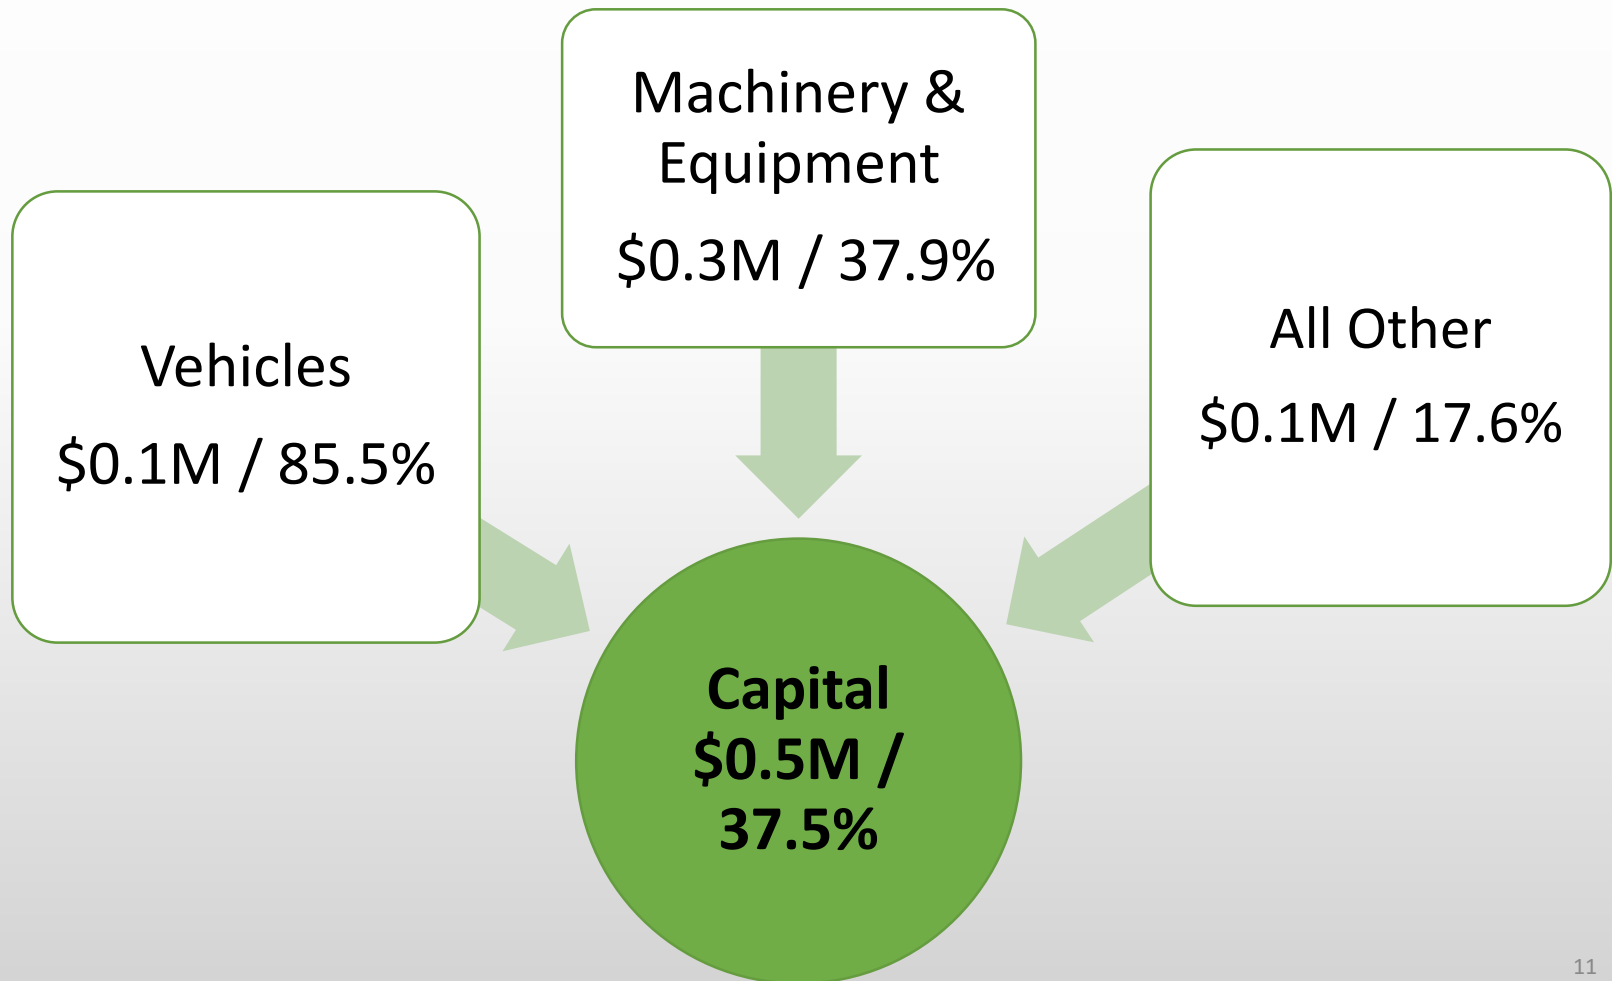 Machinery &
Equipment
$0.3M / 37.9%
Vehicles
$0.1M / 85.5%
All Other
$0.1M / 17.6%
Capital
$0.5M /
37.5%
11